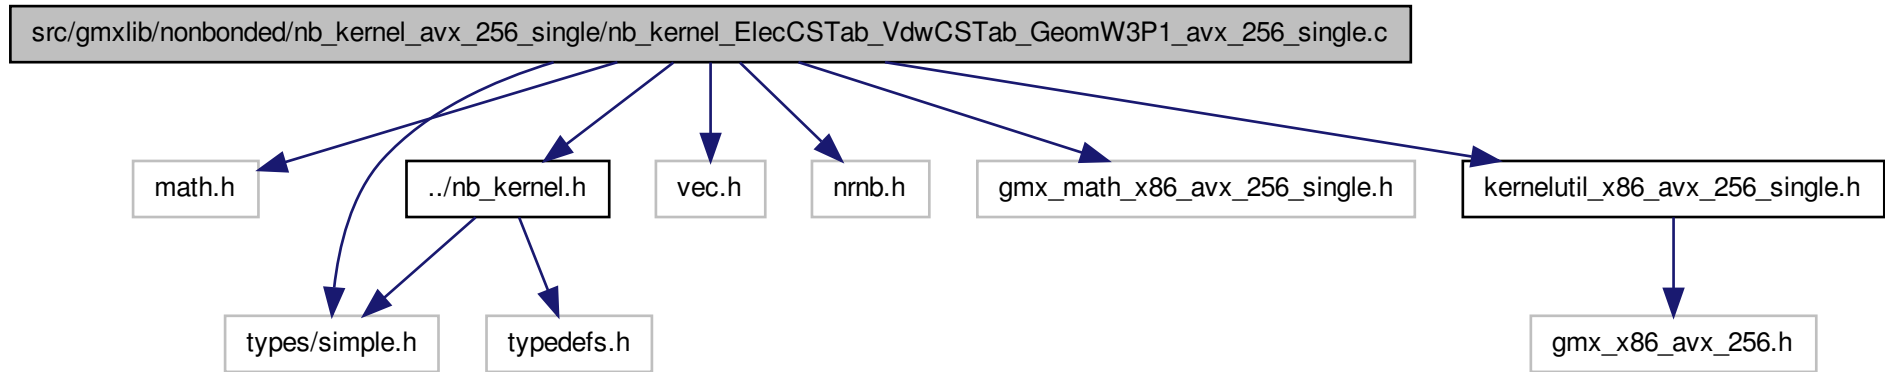 src/gmxlib/nonbonded/nb_kernel_avx_256_single/nb_kernel_ElecCSTab_VdwCSTab_GeomW3P1_avx_256_single.c
math.h
../nb_kernel.h
vec.h
nrnb.h
gmx_math_x86_avx_256_single.h
kernelutil_x86_avx_256_single.h
types/simple.h
typedefs.h
gmx_x86_avx_256.h